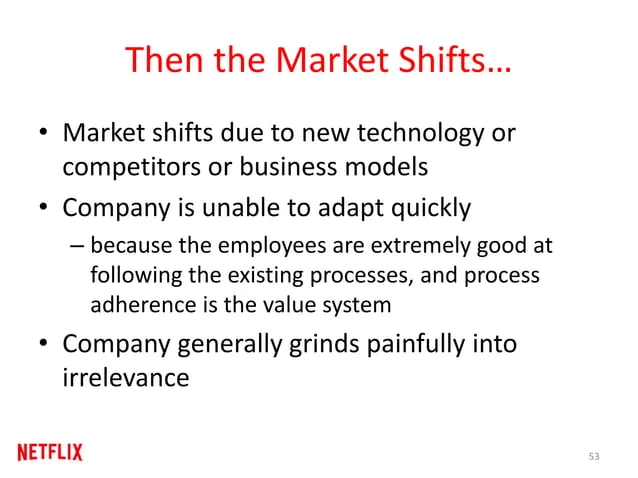 Then the Market Shifts…
• Market shifts due to new technology or
competitors or business models
• Company is unable to adapt quickly
– because the employees are extremely good at
following the existing processes, and process
adherence is the value system
• Company generally grinds painfully into
irrelevance
NETFLIX
53